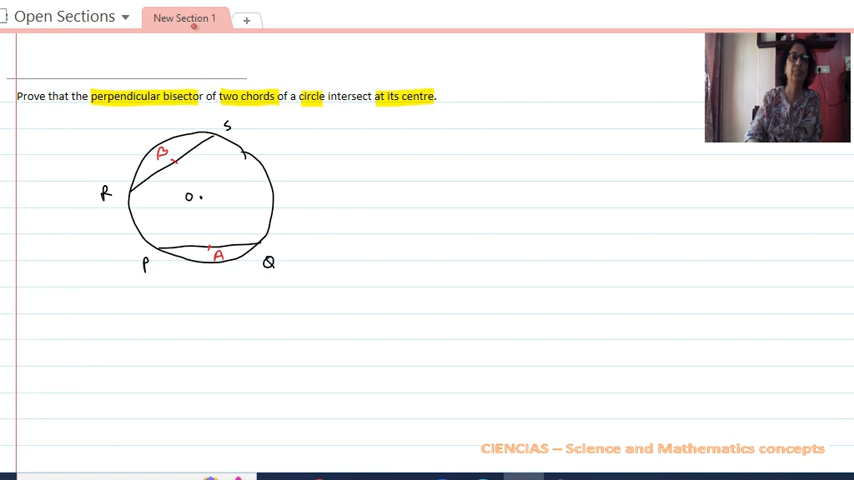 Open Sections
New Section 1
+
Prove that the perpendicular bisector of two chords of a circle intersect at its centre.
S
B
R
O
A
P
Q
CIENCIAS – Science and Mathematics concepts